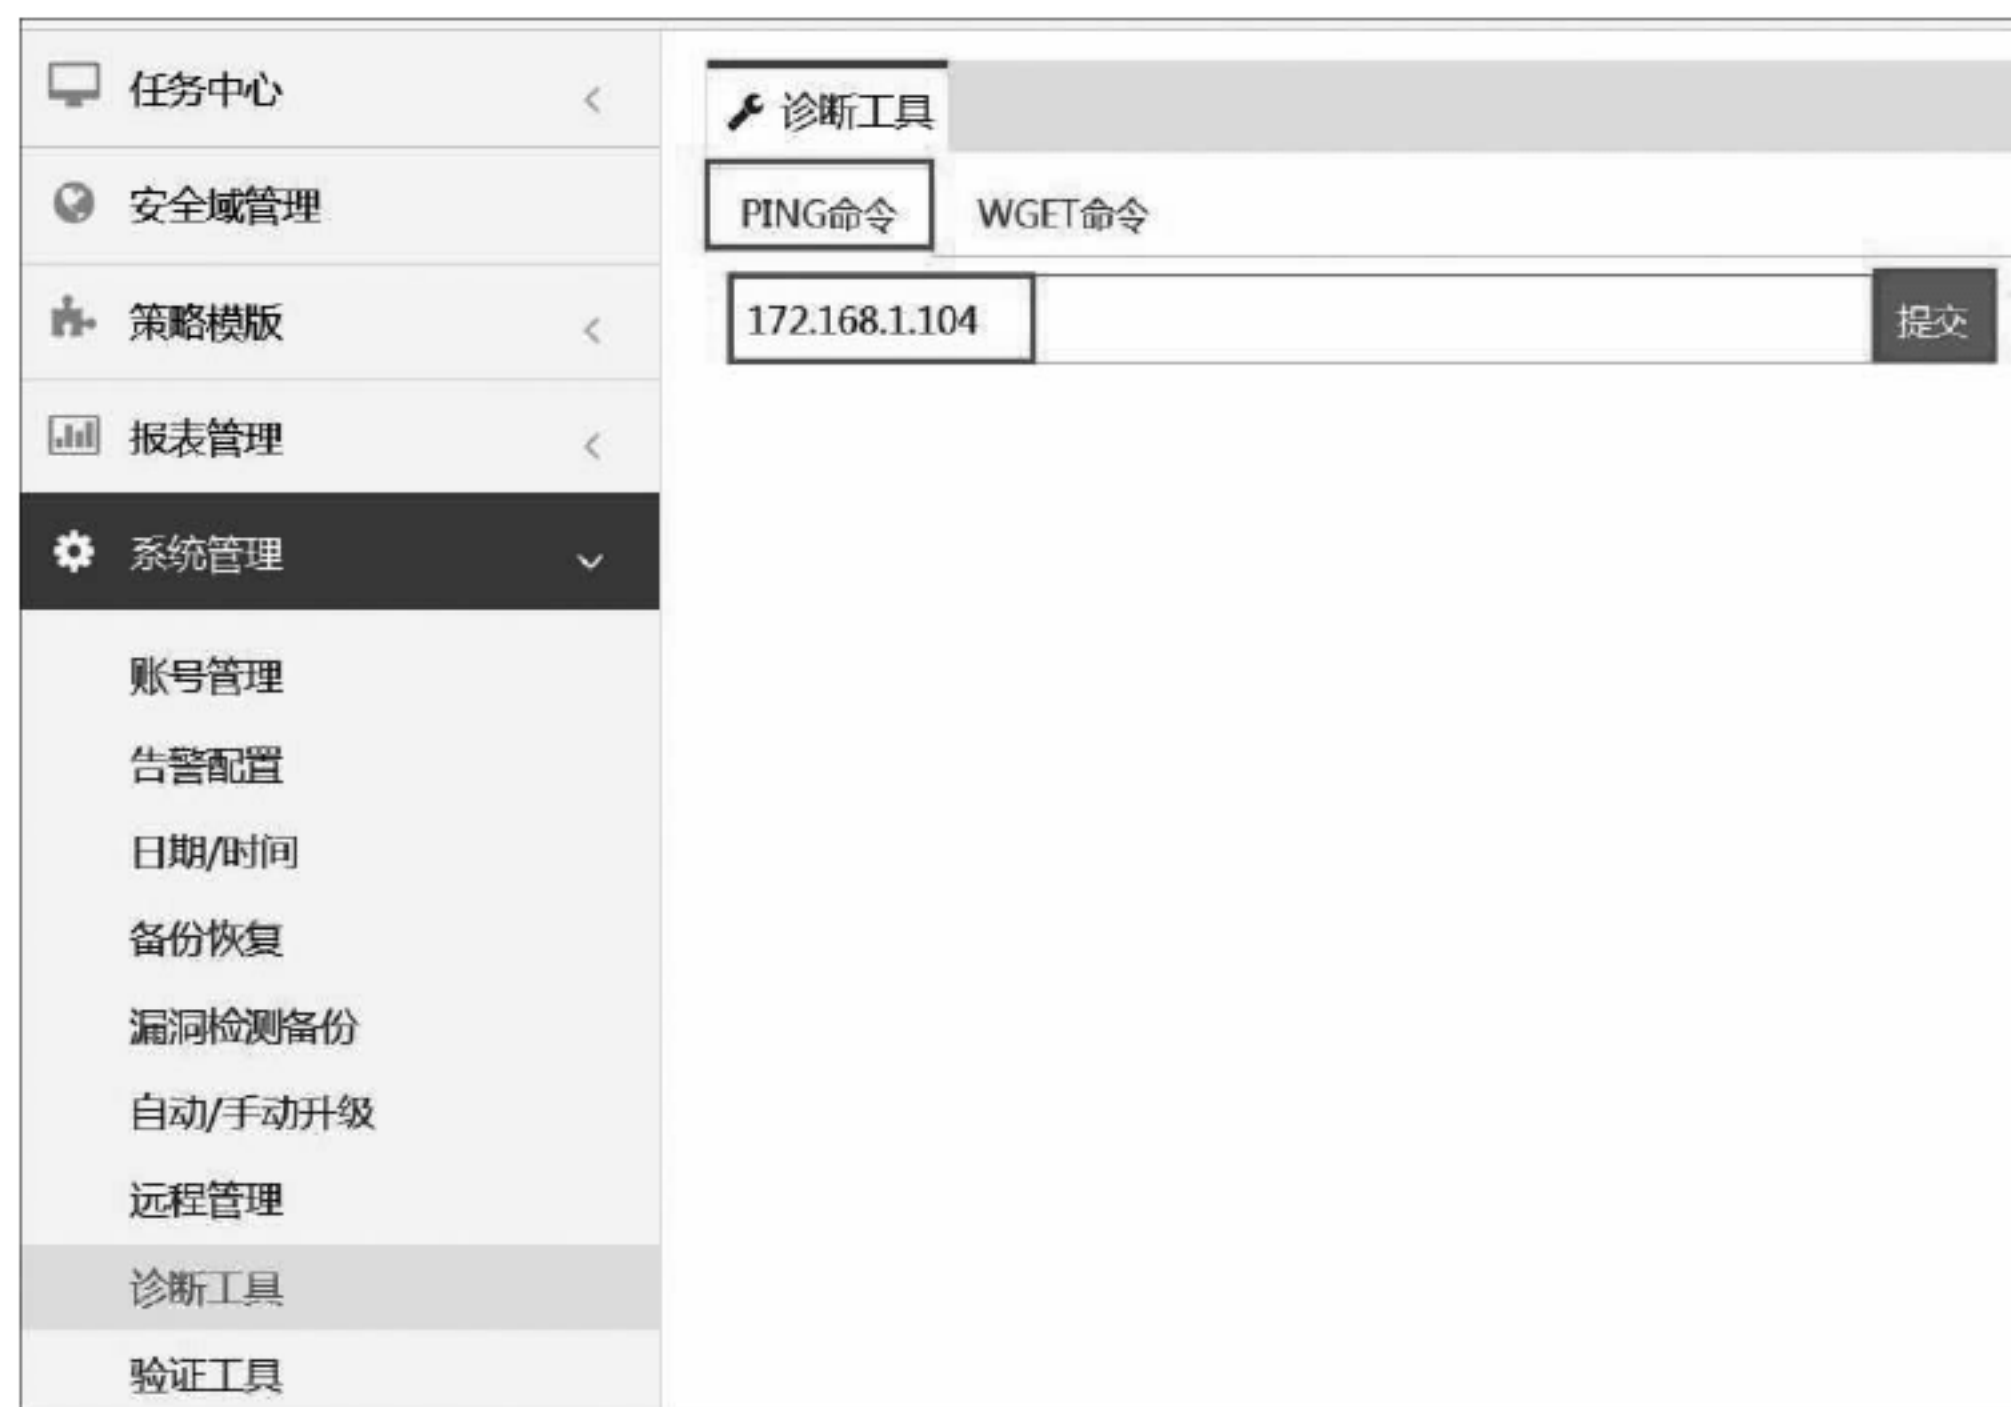 任务中心
安全域管理
策略模版
报表管理
系统管理
账号管理
告警配置
日期/时间
备份恢复
漏洞检测备份
自动/手动升级
远程管理
诊断工具
验证工具
诊断工具
PING命令 WGET命令
172.168.1.104 提交